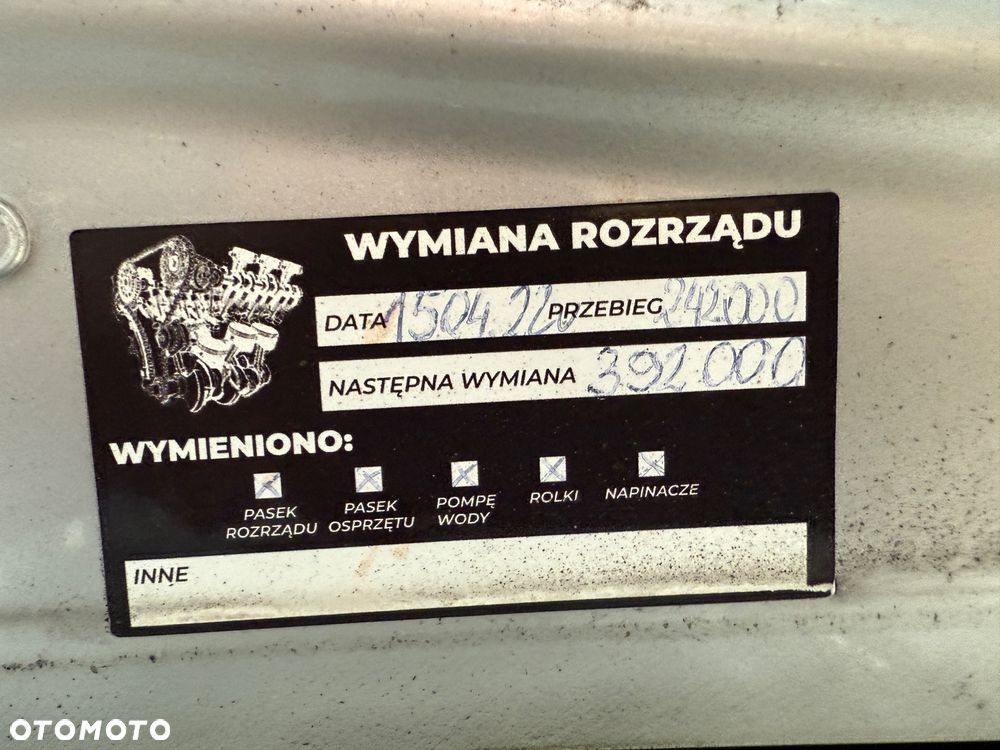 WYMIANA ROZRZĄDU
DATA 15.04.22 PRZEBIEG 242000
NASTĘPNA WYMIANA 392 000
WYMIENIONO:
PASEK ROZRZĄDU
PASEK OSPRZĘTU
POMPĘ WODY
ROLKI
NAPINACZE
INNE
OTOMOTO